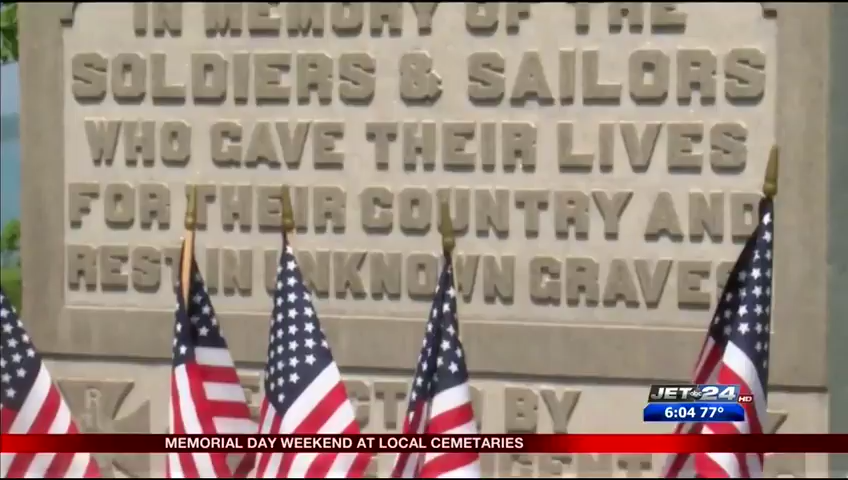 IN MEMORY OF THE
SOLDIERS & SAILORS
WHO GAVE THEIR LIVES
FOR THEIR COUNTRY AND
REST IN UNKNOWN GRAVES
BY
JET 24 HD
6:04 77°
MEMORIAL DAY WEEKEND AT LOCAL CEMETARIES